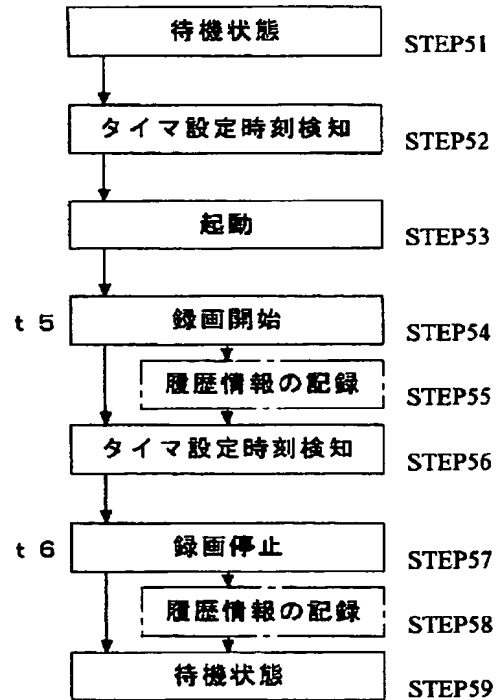 待機状態 STEP51
タイマ設定時刻検知 STEP52
起動 STEP53
t 5 録画開始 STEP54
履歴情報の記録 STEP55
タイマ設定時刻検知 STEP56
t 6 録画停止 STEP57
履歴情報の記録 STEP58
待機状態 STEP59